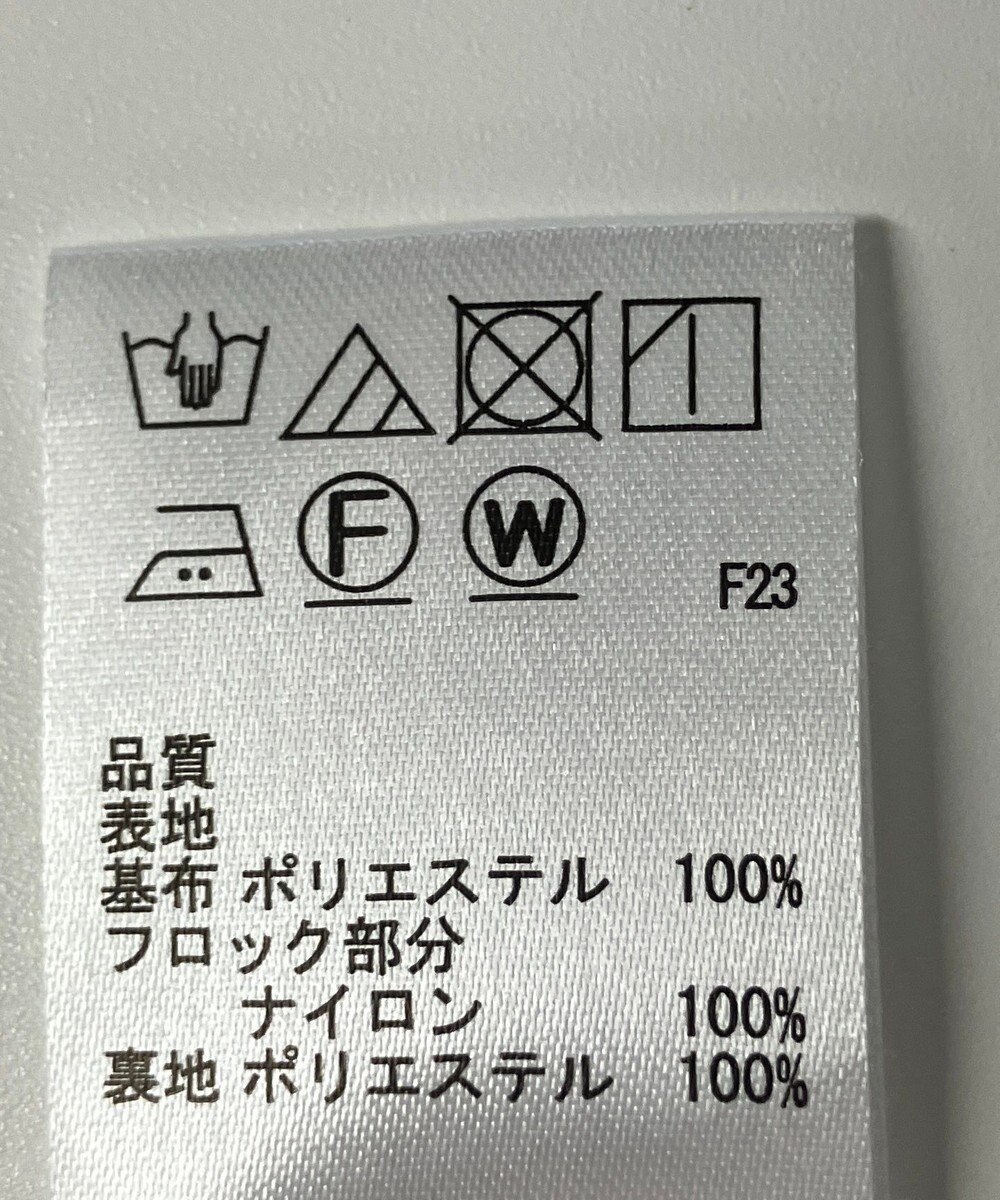 F W F23
品質
表地
基布 ポリエステル 100%
フロック部分
ナイロン 100%
裏地 ポリエステル 100%